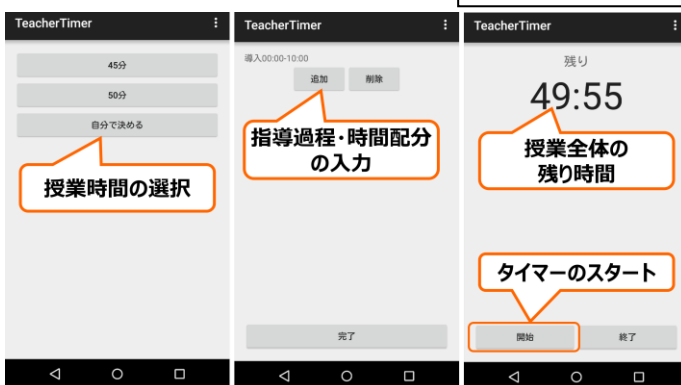 TeacherTimer
45分
50分
自分で決める
授業時間の選択
TeacherTimer
導入00:00-10:00
追加
削除
指導過程・時間配分
の入力
完了
TeacherTimer
残り
49:55
授業全体の
残り時間
タイマーのスタート
開始
終了